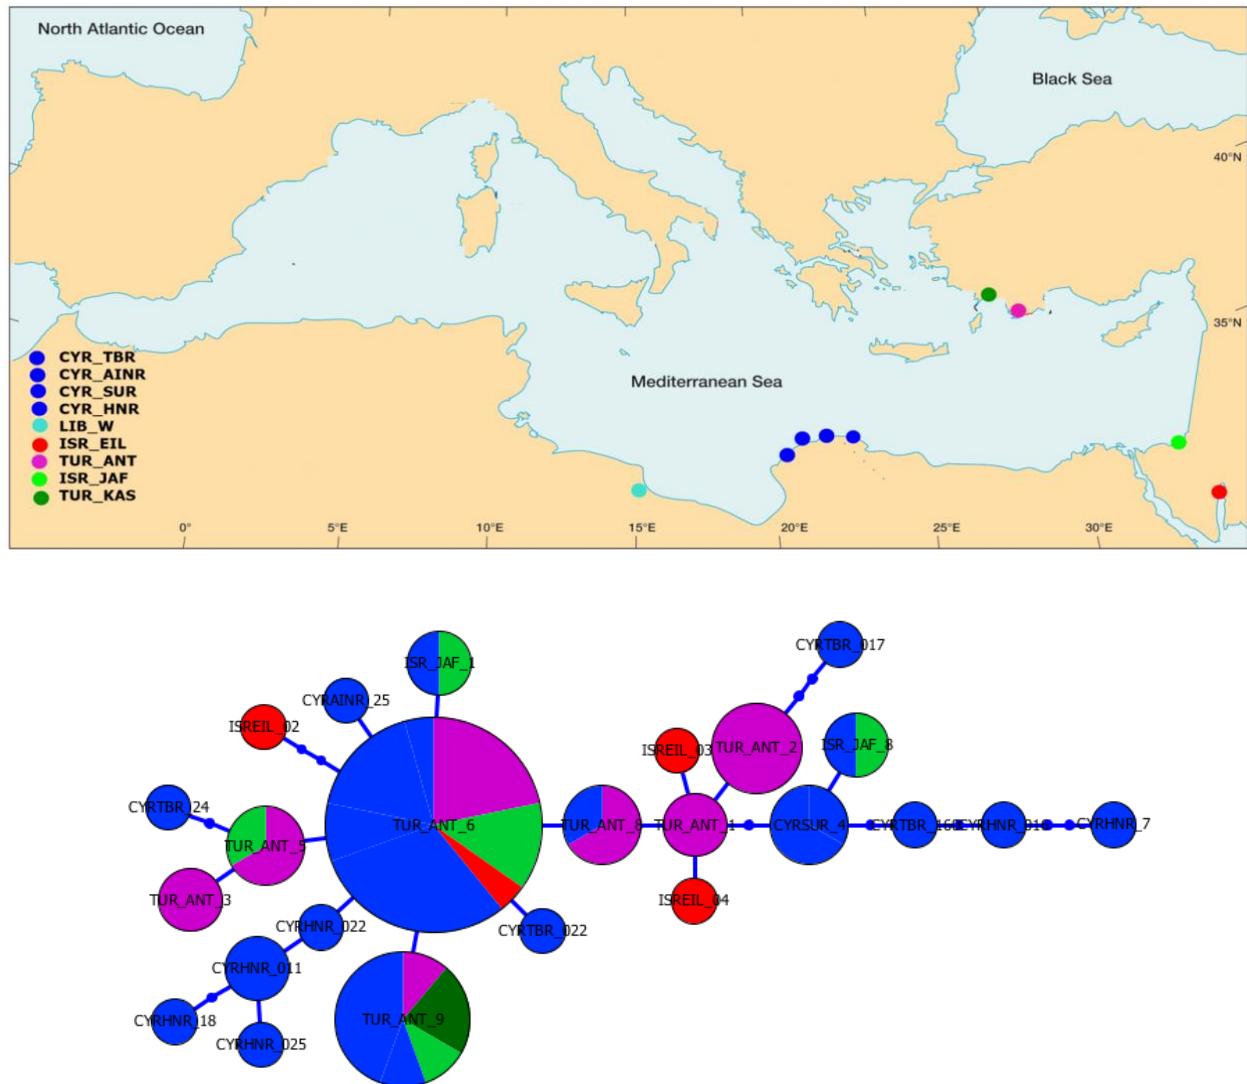 North Atlantic Ocean
Black Sea
40°N
35°N
Mediterranean Sea
CYR_TBR
CYR_AINR
CYR_SUR
CYR_HNR
LIB_W
ISR_EIL
TUR_ANT
ISR_JAF
TUR_KAS
0°
5°E
10°E
15°E
20°E
25°E
30°E
CYRTBR_017
ISR_JAF_1
CYRAINR_25
ISREIL_02
ISREIL_03
TUR_ANT_2
ISR_JAF_8
CYRTBR_24
TUR_ANT_5
TUR_ANT_6
TUR_ANT_8
TUR_ANT_1
CYRSUR_4
CYRHNR_7
TUR_ANT_3
ISREIL_04
CYRHNR_022
CYRTBR_022
CYRHNR_011
CYRHNR_18
CYRHNR_025
TUR_ANT_9